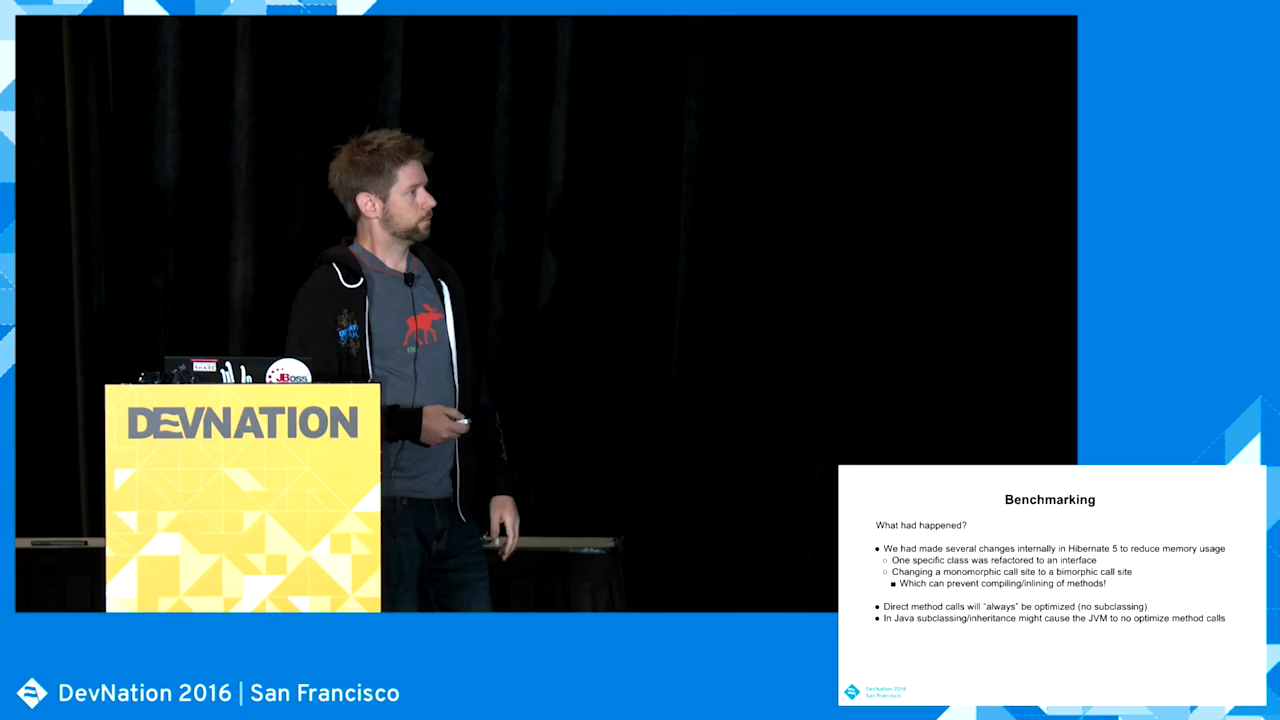 SHARE
JBoss
DEVNATION
Benchmarking
What had happened?
● We had made several changes internally in Hibernate 5 to reduce memory usage
○ One specific class was refactored to an interface
○ Changing a monomorphic call site to a bimorphic call site
■ Which can prevent compiling/inlining of methods!
● Direct method calls will “always” be optimized (no subclassing)
● In Java subclassing/inheritance might cause the JVM to no optimize method calls
DevNation 2016
San Francisco
DevNation 2016 | San Francisco